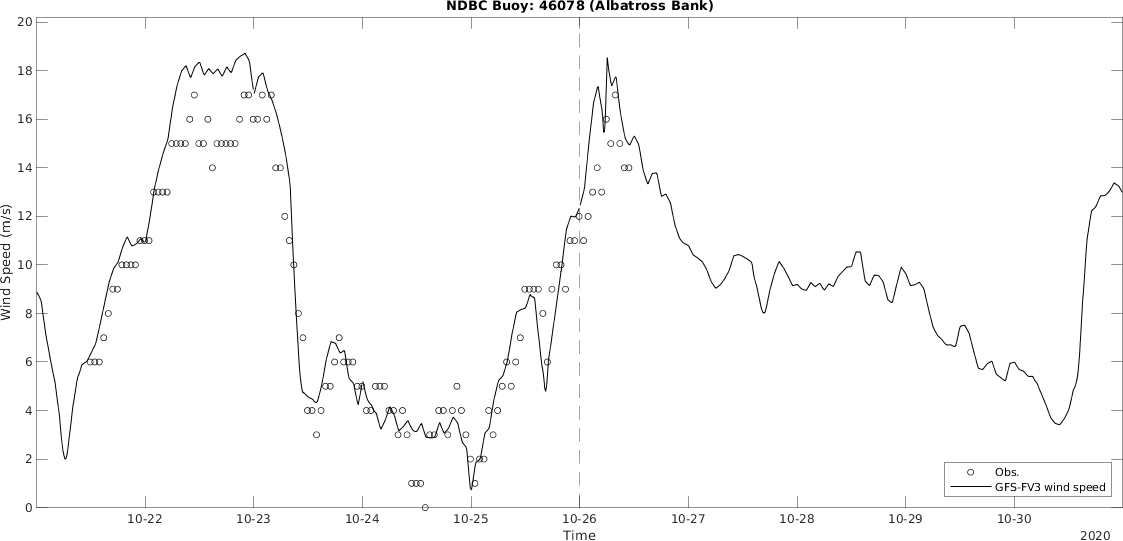 NDBC Buoy: 46078 (Albatross Bank)
20
18
16
14
12
10
8
6
4
2
0
Wind Speed (m/s)
10-22 10-23 10-24 10-25 10-26 10-27 10-28 10-29 10-30
Time
2020
Obs.
GFS-FV3 wind speed